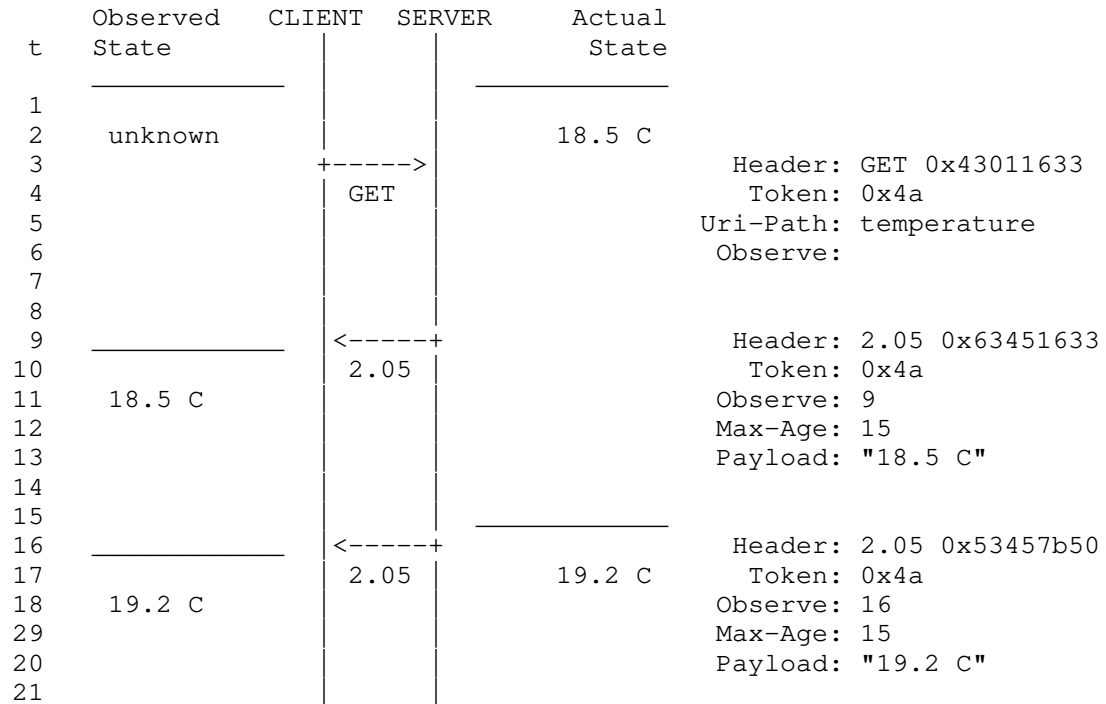 Observed CLIENT SERVER Actual
t State State
1
2 unknown 18.5 C
3 +-----> Header: GET 0x43011633
4 GET Token: 0x4a
5 Uri-Path: temperature
6 Observe:
7
8
9 <-----+ Header: 2.05 0x63451633
10 2.05 Token: 0x4a
11 18.5 C Observe: 9
12 Max-Age: 15
13 Payload: "18.5 C"
14
15
16 <-----+ Header: 2.05 0x53457b50
17 2.05 19.2 C Token: 0x4a
18 19.2 C Observe: 16
29 Max-Age: 15
20 Payload: "19.2 C"
21